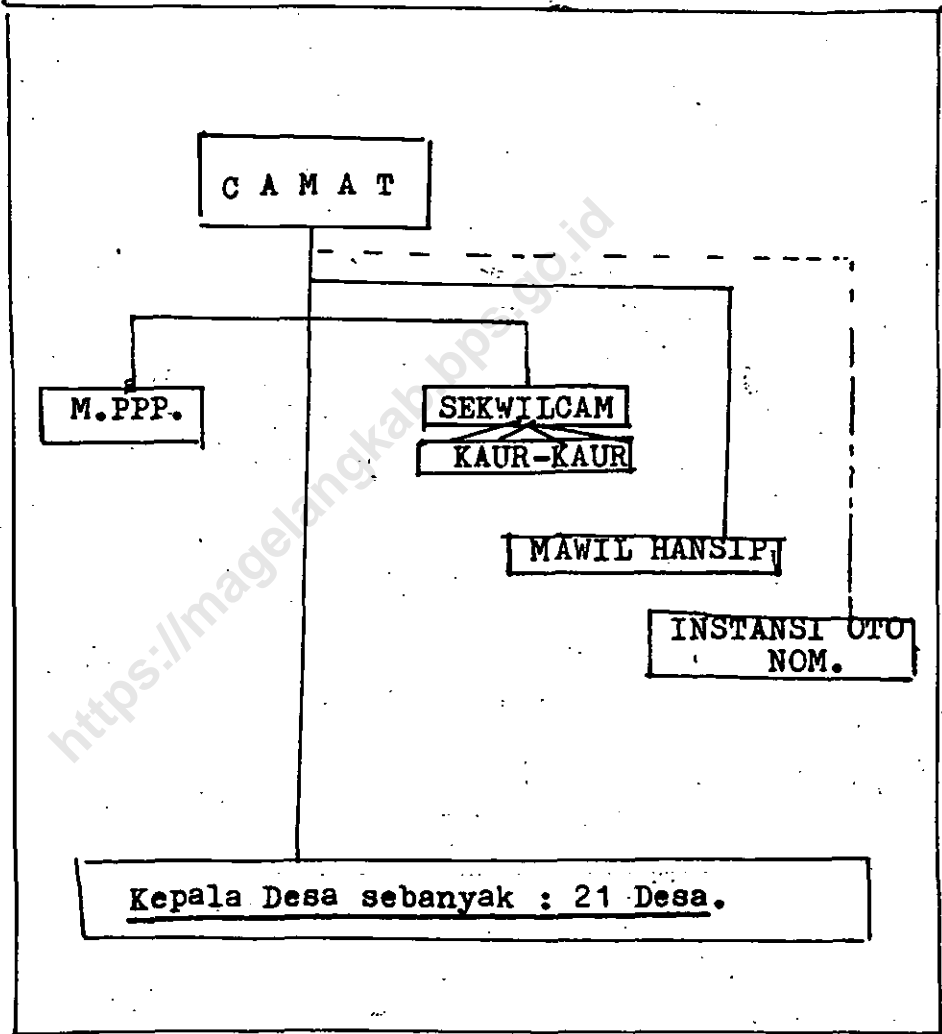 C A M A T
M.PPP.
SEKWILCAM
KAUR-KAUR
MAWIL HANSIP
INSTANSI OTO
NOM.
Kepala Desa sebanyak : 21 Desa.
https://magelangkab.bps.go.id